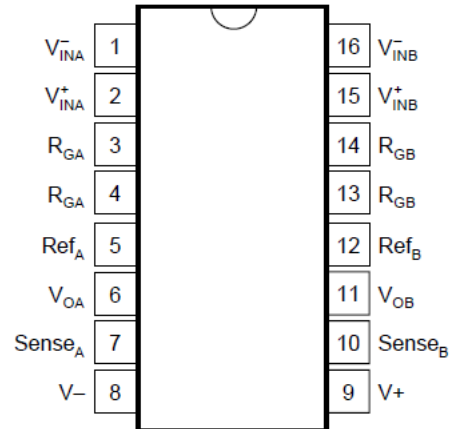 V⁻INA 1 16 V⁻INB
V⁺INA 2 15 V⁺INB
RGA 3 14 RGB
RGA 4 13 RGB
RefA 5 12 RefB
VOA 6 11 VOB
SenseA 7 10 SenseB
V– 8 9 V+